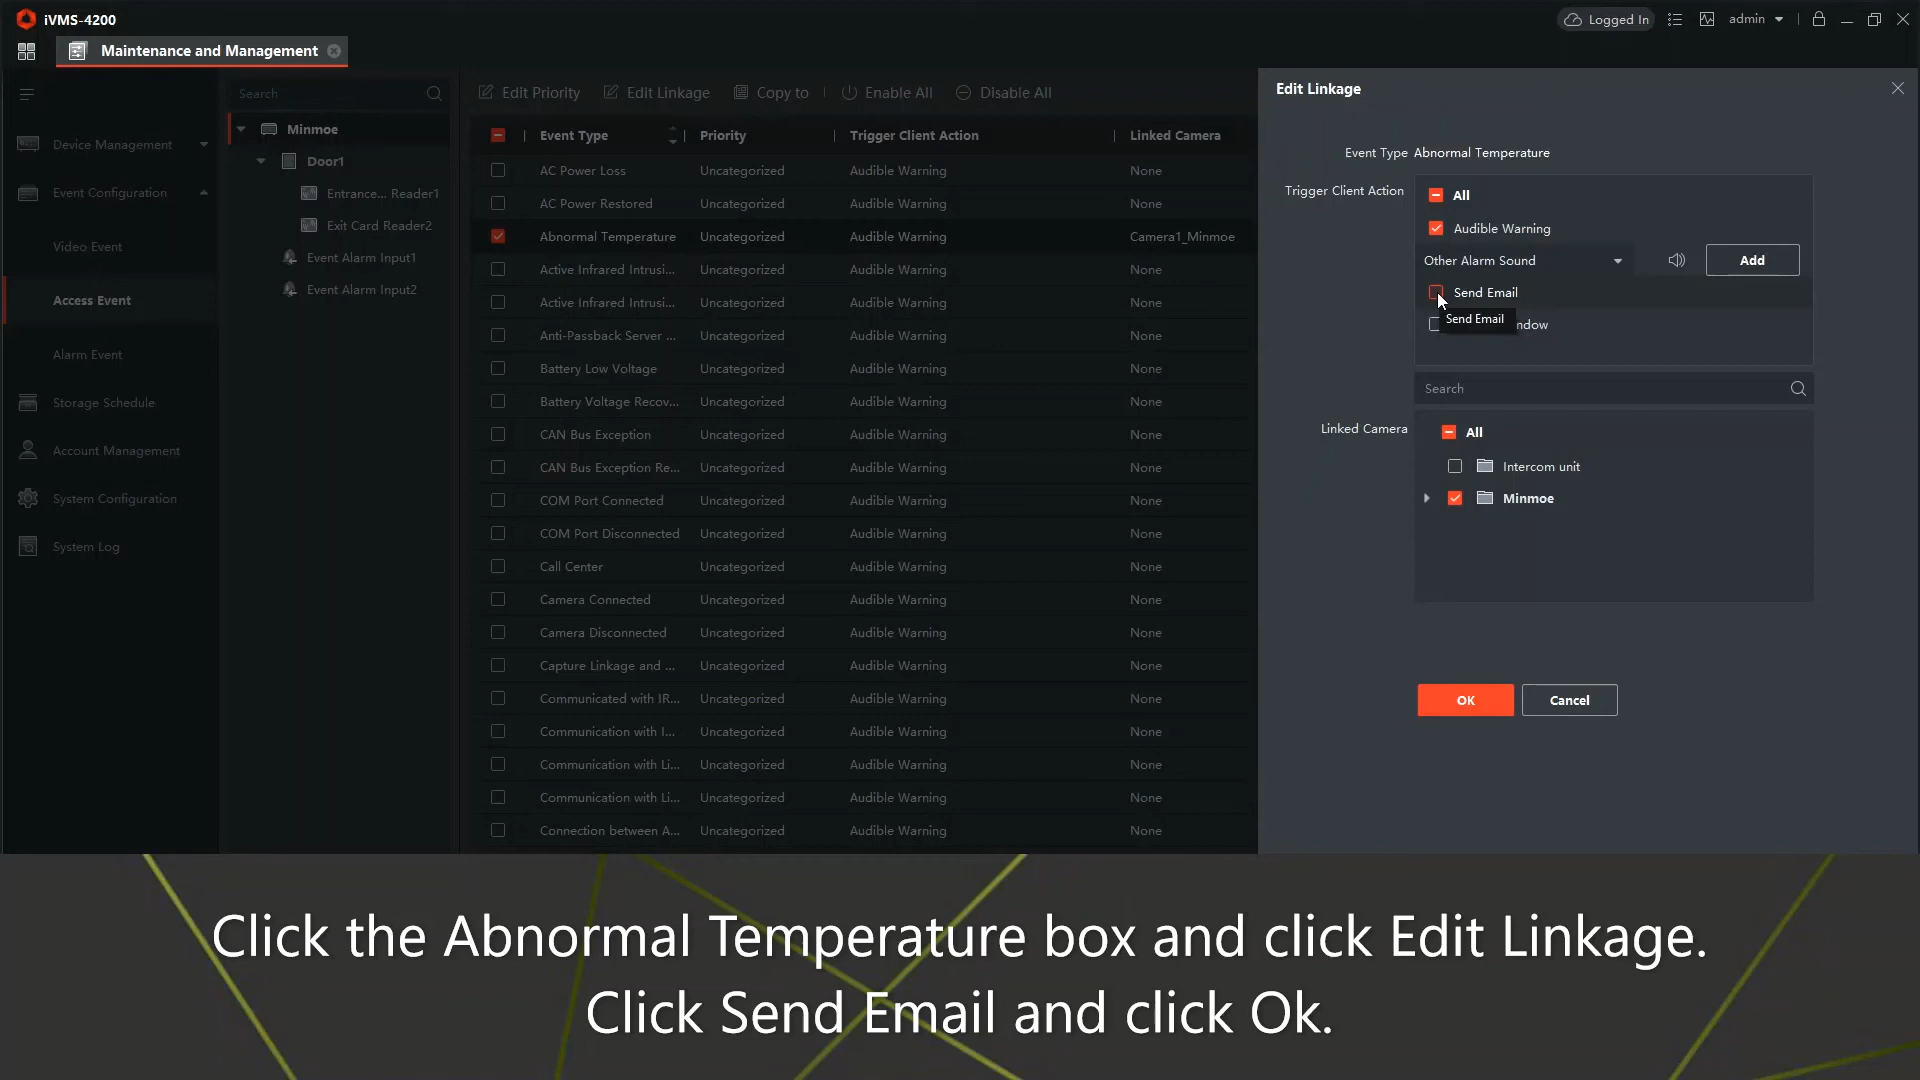 iVMS-4200
Logged In
admin
Maintenance and Management
Device Management
Event Configuration
Video Event
Access Event
Alarm Event
Storage Schedule
Account Management
System Configuration
System Log
Search
Minmoe
Door1
Entrance... Reader1
Exit Card Reader2
Event Alarm Input1
Event Alarm Input2
Edit Priority Edit Linkage Copy to Enable All Disable All
Event Type Priority Trigger Client Action Linked Camera
AC Power Loss Uncategorized Audible Warning None
AC Power Restored Uncategorized Audible Warning None
Abnormal Temperature Uncategorized Audible Warning Camera1_Minmoe
Active Infrared Intrusi... Uncategorized Audible Warning None
Active Infrared Intrusi... Uncategorized Audible Warning None
Anti-Passback Server ... Uncategorized Audible Warning None
Battery Low Voltage Uncategorized Audible Warning None
Battery Voltage Recov... Uncategorized Audible Warning None
CAN Bus Exception Uncategorized Audible Warning None
CAN Bus Exception Re... Uncategorized Audible Warning None
COM Port Connected Uncategorized Audible Warning None
COM Port Disconnected Uncategorized Audible Warning None
Call Center Uncategorized Audible Warning None
Camera Connected Uncategorized Audible Warning None
Camera Disconnected Uncategorized Audible Warning None
Capture Linkage and ... Uncategorized Audible Warning None
Communicated with IR... Uncategorized Audible Warning None
Communication with I... Uncategorized Audible Warning None
Communication with Li... Uncategorized Audible Warning None
Communication with Li... Uncategorized Audible Warning None
Connection between A... Uncategorized Audible Warning None
Edit Linkage
Event Type Abnormal Temperature
Trigger Client Action
All
Audible Warning
Other Alarm Sound Add
Send Email
Send Email
ndow
Search
Linked Camera
All
Intercom unit
Minmoe
OK Cancel
Click the Abnormal Temperature box and click Edit Linkage.
Click Send Email and click Ok.